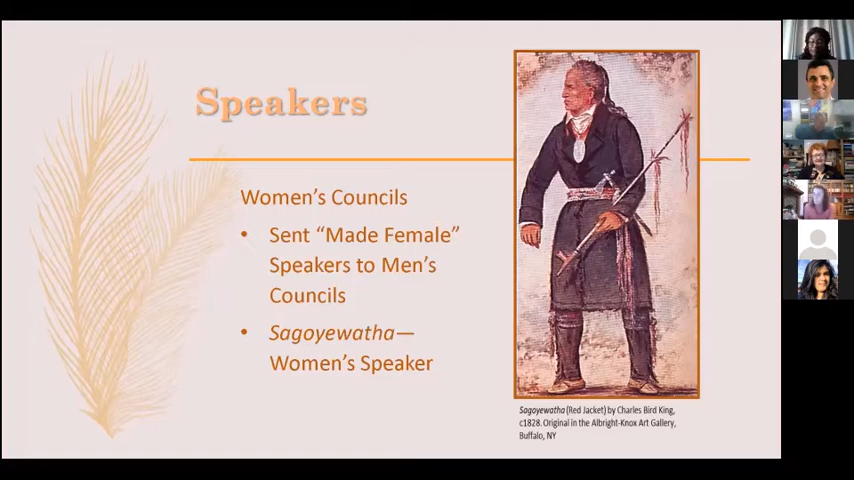 Speakers
Women's Councils
• Sent “Made Female”
Speakers to Men's
Councils
• Sagoyewatha—
Women's Speaker
Sagoyewatha (Red Jacket) by Charles Bird King,
c1828. Original in the Albright-Knox Art Gallery,
Buffalo, NY